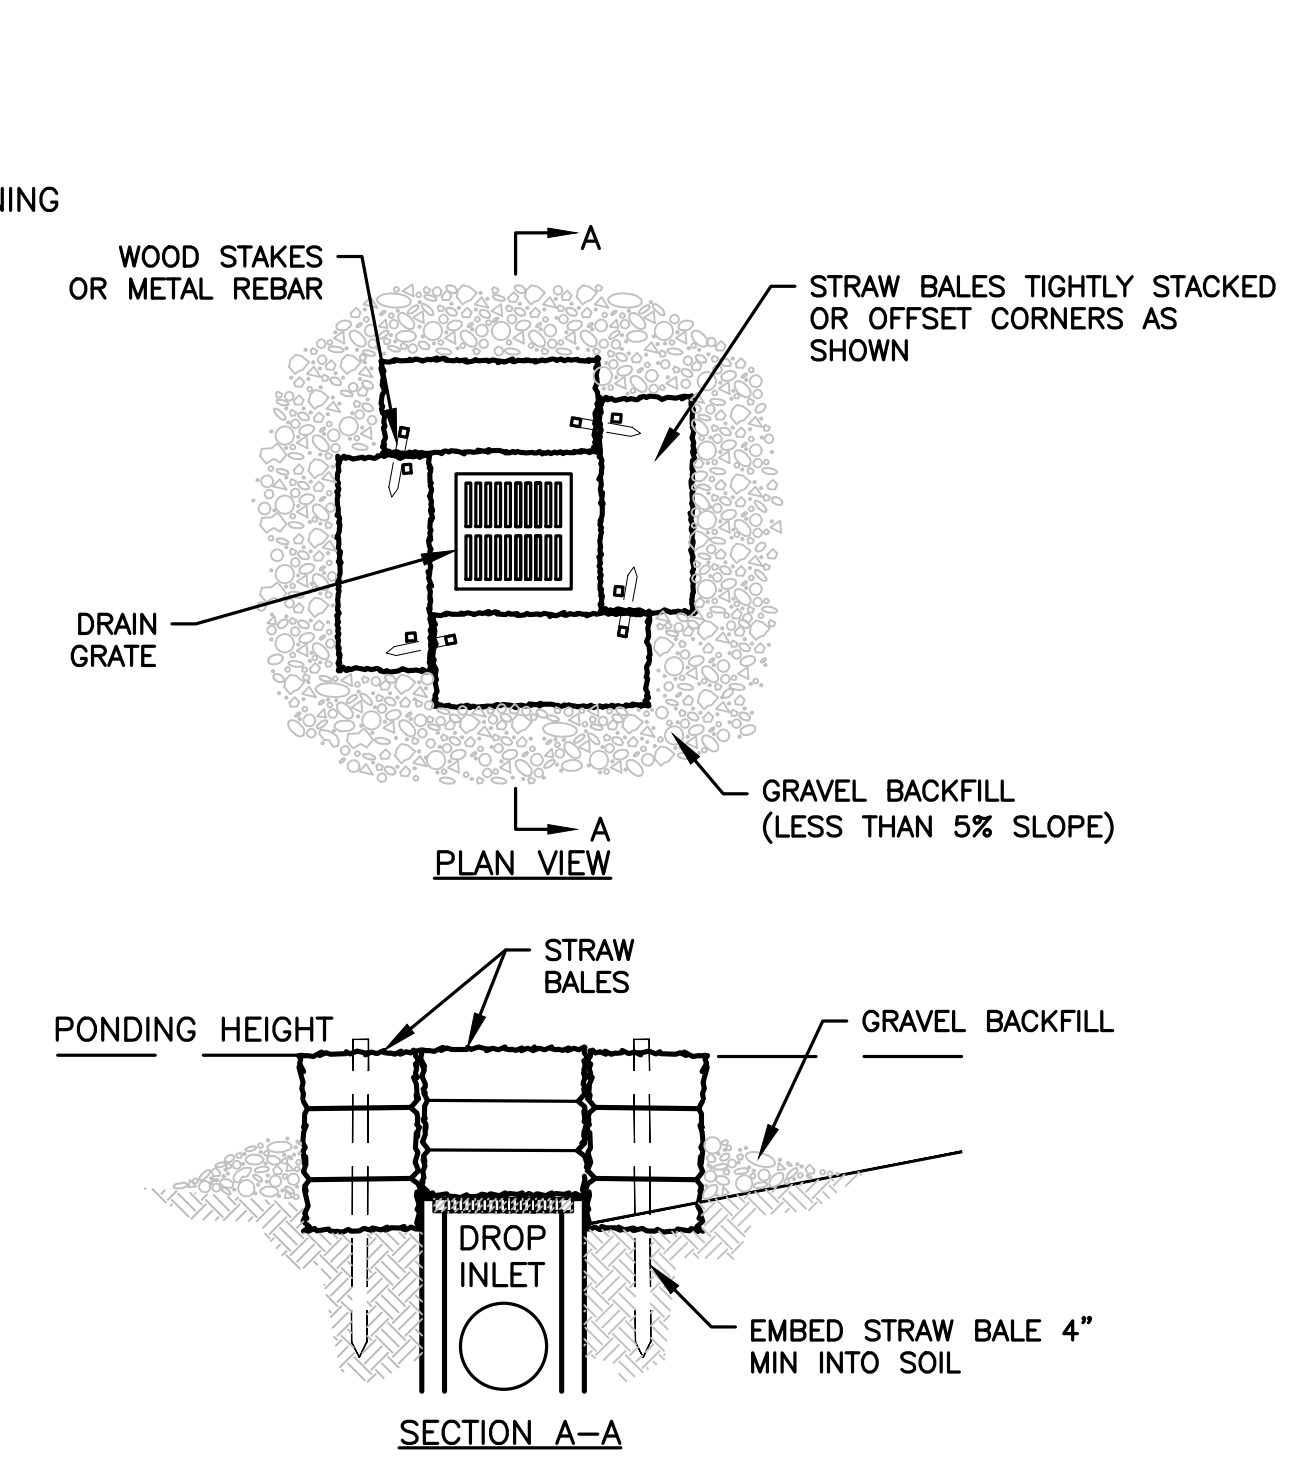 A
WOOD STAKES
OR METAL REBAR
STRAW BALES TIGHTLY STACKED
OR OFFSET CORNERS AS
SHOWN
DRAIN
GRATE
GRAVEL BACKFILL
(LESS THAN 5% SLOPE)
A
PLAN VIEW
STRAW
BALES
PONDING HEIGHT
GRAVEL BACKFILL
DROP
INLET
EMBED STRAW BALE 4”
MIN INTO SOIL
SECTION A-A